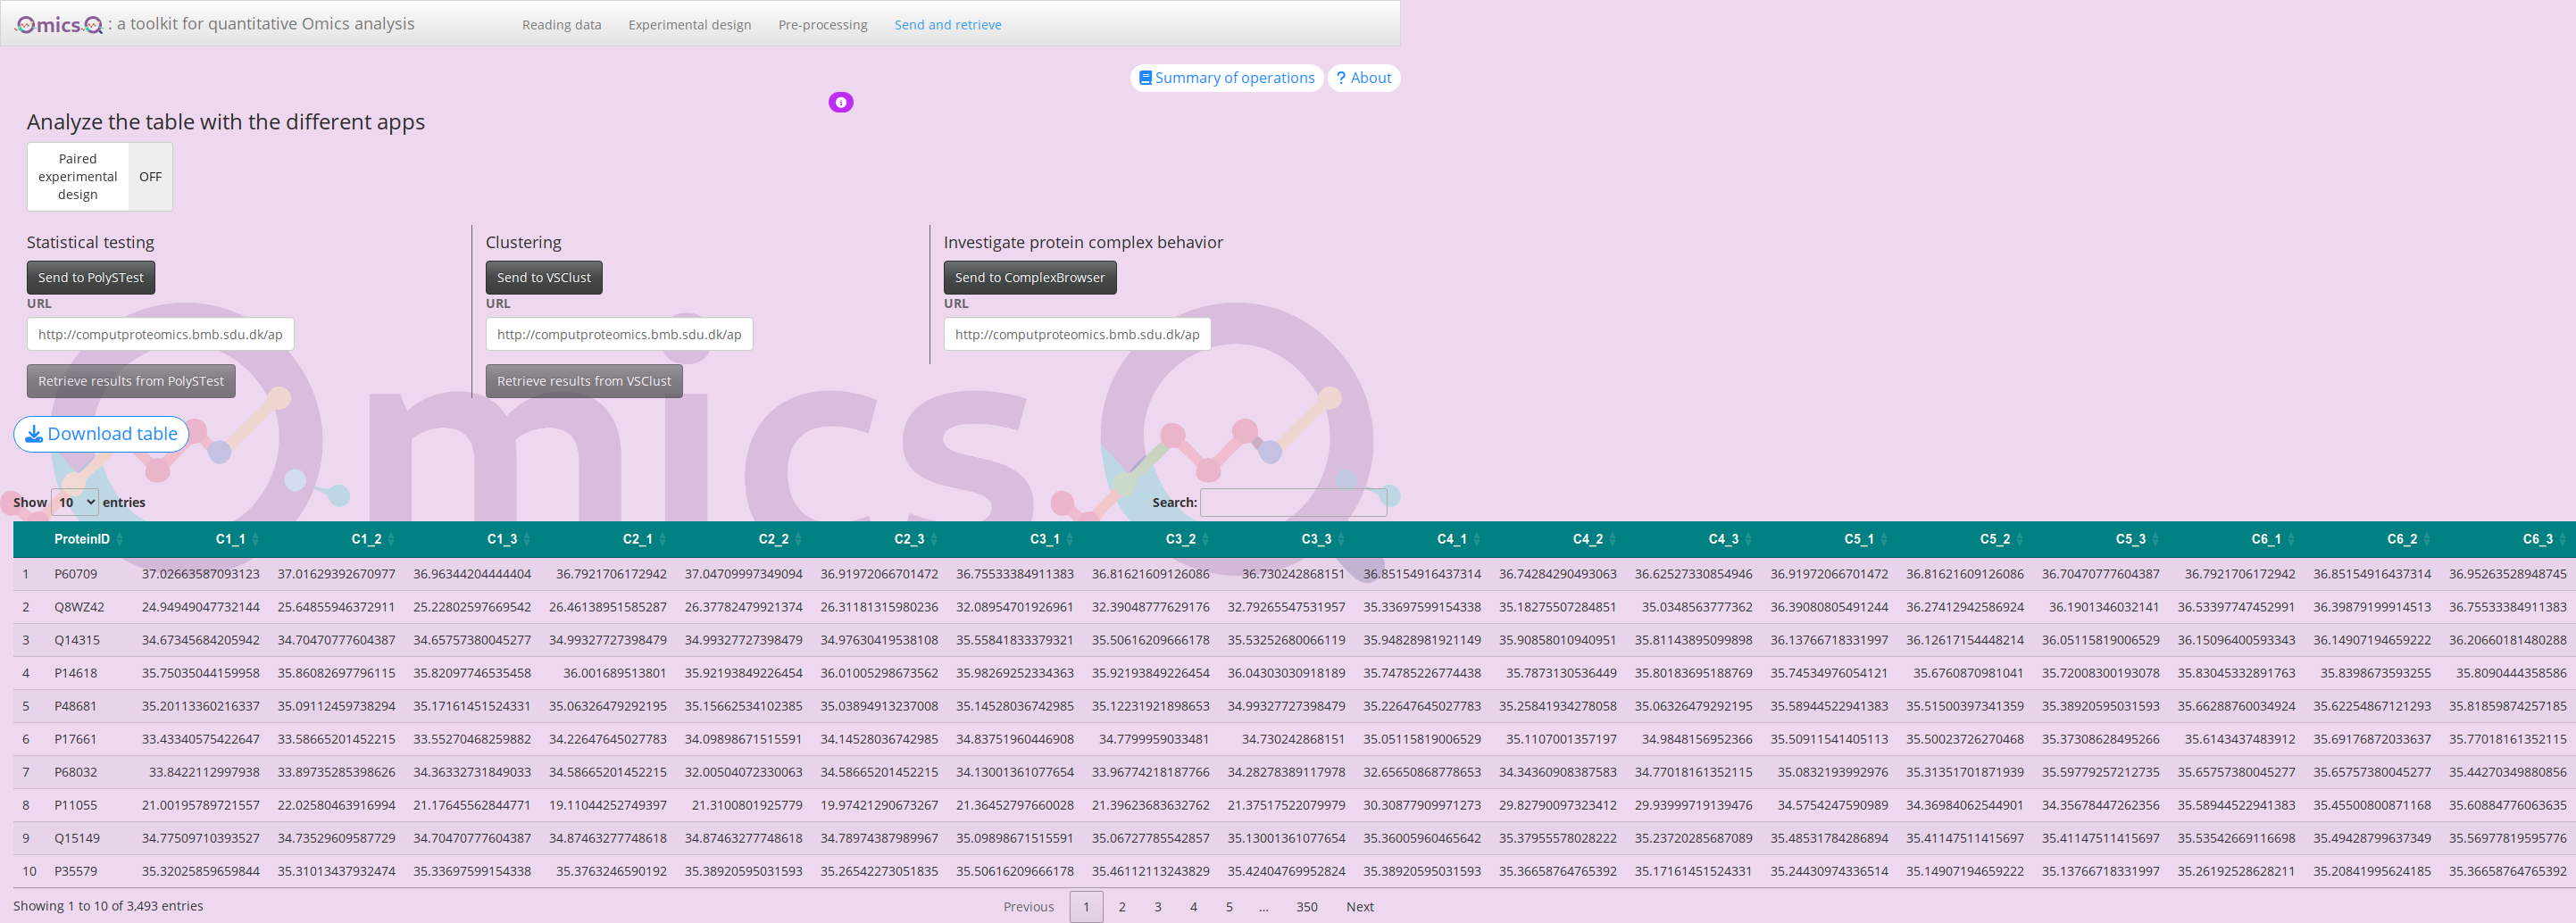 OmicsQ : a toolkit for quantitative Omics analysis Reading data Experimental design Pre-processing Send and retrieve
Summary of operations ? About
Analyze the table with the different apps
Paired
experimental
design
OFF
Statistical testing Clustering Investigate protein complex behavior
Send to PolySTest Send to VSClust Send to ComplexBrowser
URL URL URL
http://computproteomics.bmb.sdu.dk/ap http://computproteomics.bmb.sdu.dk/ap http://computproteomics.bmb.sdu.dk/ap
Retrieve results from PolySTest Retrieve results from VSClust
OmicsQ
Download table
Show 10 entries Search:
ProteinID C1_1 C1_2 C1_3 C2_1 C2_2 C2_3 C3_1 C3_2 C3_3 C4_1 C4_2 C4_3 C5_1 C5_2 C5_3 C6_1 C6_2 C6_3
1 P60709 37.02663587093123 37.01629392670977 36.96344204444404 36.7921706172942 37.04709997349094 36.91972066701472 36.75533384911383 36.81621609126086 36.730242868151 36.85154916437314 36.74284290493063 36.62527330854946 36.91972066701472 36.81621609126086 36.70470777604387 36.7921706172942 36.85154916437314 36.95263528948745
2 Q8WZ42 24.94949047732144 25.64855946372911 25.22802597669542 26.46138951585287 26.37782479921374 26.31181315980236 32.08954701926961 32.39048777629176 32.79265547531957 35.33697599154338 35.18275507284851 35.0348563777362 36.39080805491244 36.27412942586924 36.1901346032141 36.53397747452991 36.39879199914513 36.75533384911383
3 Q14315 34.67345684205942 34.70470777604387 34.65757380045277 34.99327727398479 34.99327727398479 34.97630419538108 35.55841833379321 35.50616209666178 35.53252680066119 35.94828981921149 35.90858010940951 35.81143895099898 36.13766718331997 36.12617154448214 36.05115819006529 36.15096400593343 36.14907194659222 36.20660181480288
4 P14618 35.75035044159958 35.86082697796115 35.82097746535458 36.001689513801 35.92193849226454 36.01005298673562 35.98269252334363 35.92193849226454 36.04303030918189 35.74785226774438 35.7873130536449 35.80183695188769 35.74534976054121 35.6760870981041 35.72008300193078 35.83045332891763 35.8398673593255 35.8090444358586
5 P48681 35.20113360216337 35.09112459738294 35.17161451524331 35.06326479292195 35.15662534102385 35.03894913237008 35.14528036742985 35.12231921898653 34.99327727398479 35.22647645027783 35.25841934278058 35.06326479292195 35.58944522941383 35.51500397341359 35.38920595031593 35.66288760034924 35.62254867121293 35.81859874257185
6 P17661 33.43340575422647 33.58665201452215 33.55270468259882 34.22647645027783 34.09898671515591 34.14528036742985 34.83751960446908 34.7799959033481 34.730242868151 35.05115819006529 35.1107001357197 34.9848156952366 35.50911541405113 35.50023726270468 35.37308628495266 35.6143437483912 35.69176872033637 35.77018161352115
7 P68032 33.8422112997938 33.89735285398626 34.36332731849033 34.58665201452215 32.00504072330063 34.58665201452215 34.13001361077654 33.96774218187766 34.28278389117978 32.65650868778653 34.34360908387583 34.77018161352115 35.0832193992976 35.31351701871939 35.59779257212735 35.65757380045277 35.65757380045277 35.44270349880856
8 P11055 21.00195789721557 22.02580463916994 21.17645562844771 19.11044252749397 21.3100801925779 19.97421290673267 21.36452797660028 21.39623683632762 21.37517522079979 30.30877909971273 29.82790097323412 29.93999719139476 34.5754247590989 34.36984062544901 34.35678447262356 35.58944522941383 35.45500800871168 35.60884776063635
9 Q15149 34.77509710393527 34.73529609587729 34.70470777604387 34.87463277748618 34.87463277748618 34.78974387989967 35.09898671515591 35.06727785542857 35.13001361077654 35.36005960465642 35.37955578028222 35.23720285687089 35.48531784286894 35.41147511415697 35.41147511415697 35.53542669116698 35.49428799637349 35.56977819595776
10 P35579 35.32025859659844 35.31013437932474 35.33697599154338 35.3763246590192 35.38920595031593 35.26542273051835 35.50616209666178 35.46112113243829 35.42404769952824 35.38920595031593 35.36658764765392 35.17161451524331 35.24430974336514 35.14907194659222 35.13766718331997 35.26192528628211 35.20841995624185 35.36658764765392
Showing 1 to 10 of 3,493 entries Previous 1 2 3 4 5 … 350 Next